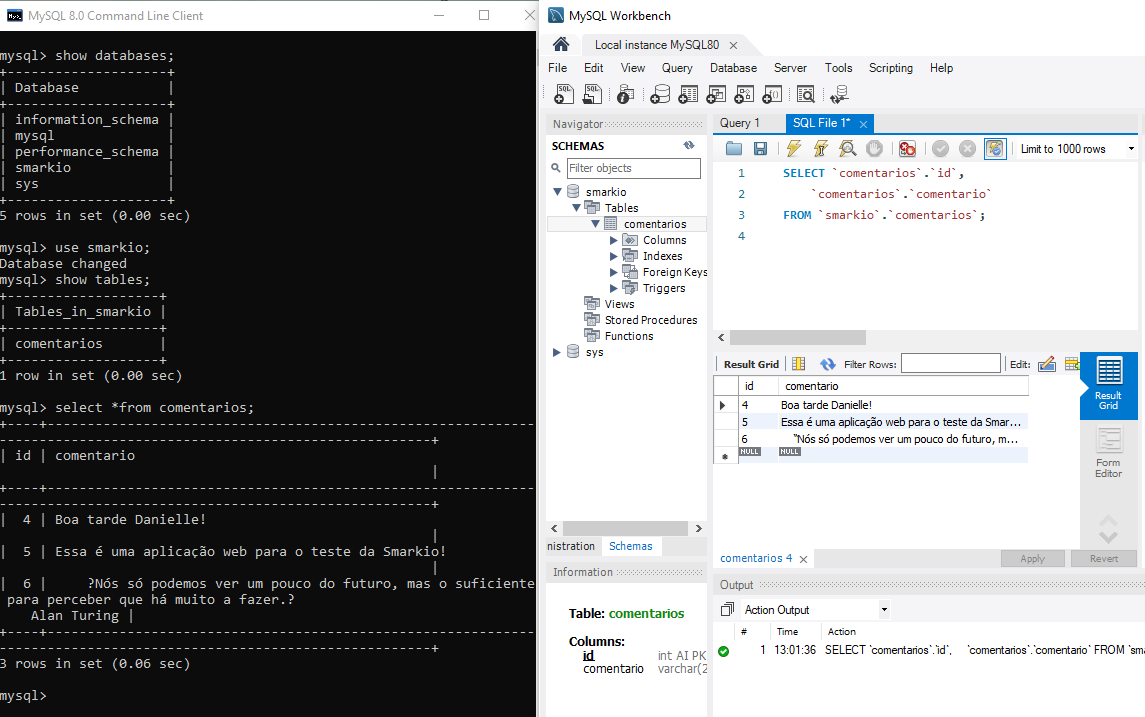 MySQL 8.0 Command Line Client
mysql> show databases;
+--------------------+
| Database           |
+--------------------+
| information_schema |
| mysql              |
| performance_schema |
| smarkio            |
| sys                |
+--------------------+
5 rows in set (0.00 sec)
mysql> use smarkio;
Database changed
mysql> show tables;
+-------------------+
| Tables_in_smarkio |
+-------------------+
| comentarios       |
+-------------------+
1 row in set (0.00 sec)
mysql> select *from comentarios;
| id | comentario
|
|  4 | Boa tarde Danielle!
|
|  5 | Essa é uma aplicação web para o teste da Smarkio!
|
|  6 |     ?Nós só podemos ver um pouco do futuro, mas o suficiente
para perceber que há muito a fazer.?
Alan Turing |
3 rows in set (0.06 sec)
mysql>
MySQL Workbench
Local instance MySQL80
File Edit View Query Database Server Tools Scripting Help
Navigator
SCHEMAS
Filter objects
smarkio
Tables
comentarios
Columns
Indexes
Foreign Keys
Triggers
Views
Stored Procedures
Functions
sys
nistration Schemas
Information
Table: comentarios
Columns:
id int AI PK
comentario varchar(2
Query 1 SQL File 1*
Limit to 1000 rows
1 SELECT `comentarios`.`id`,
2 `comentarios`.`comentario`
3 FROM `smarkio`.`comentarios`;
4
Result Grid Filter Rows: Edit:
id comentario
4 Boa tarde Danielle!
5 Essa é uma aplicação web para o teste da Smar...
6 “Nós só podemos ver um pouco do futuro, m...
NULL NULL
Result Grid
Form Editor
comentarios 4
Apply Revert
Output
Action Output
# Time Action
1 13:01:36 SELECT `comentarios`.`id`, `comentarios`.`comentario` FROM `sma